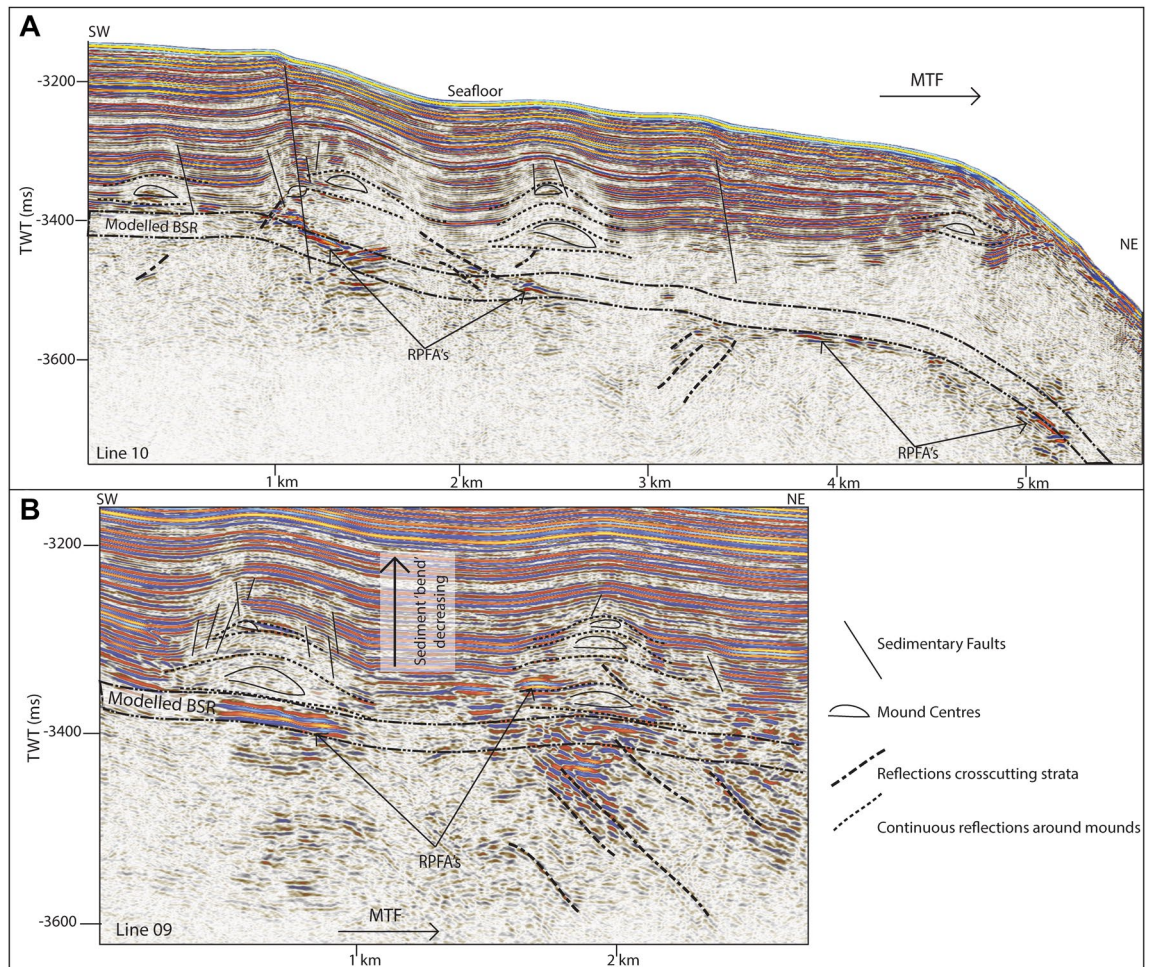 A
SW
-3200
Seafloor
MTF
-3400
TWT (ms)
Modelled BSR
NE
RPFA's
-3600
RPFA's
Line 10
1 km
2 km
3 km
4 km
5 km
B
SW
NE
-3200
Sediment 'bend'
decreasing
Sedimentary Faults
Modelled BSR
Mound Centres
TWT (ms)
-3400
Reflections crosscutting strata
Continuous reflections around mounds
RPFA's
-3600
Line 09
MTF
1 km
2 km